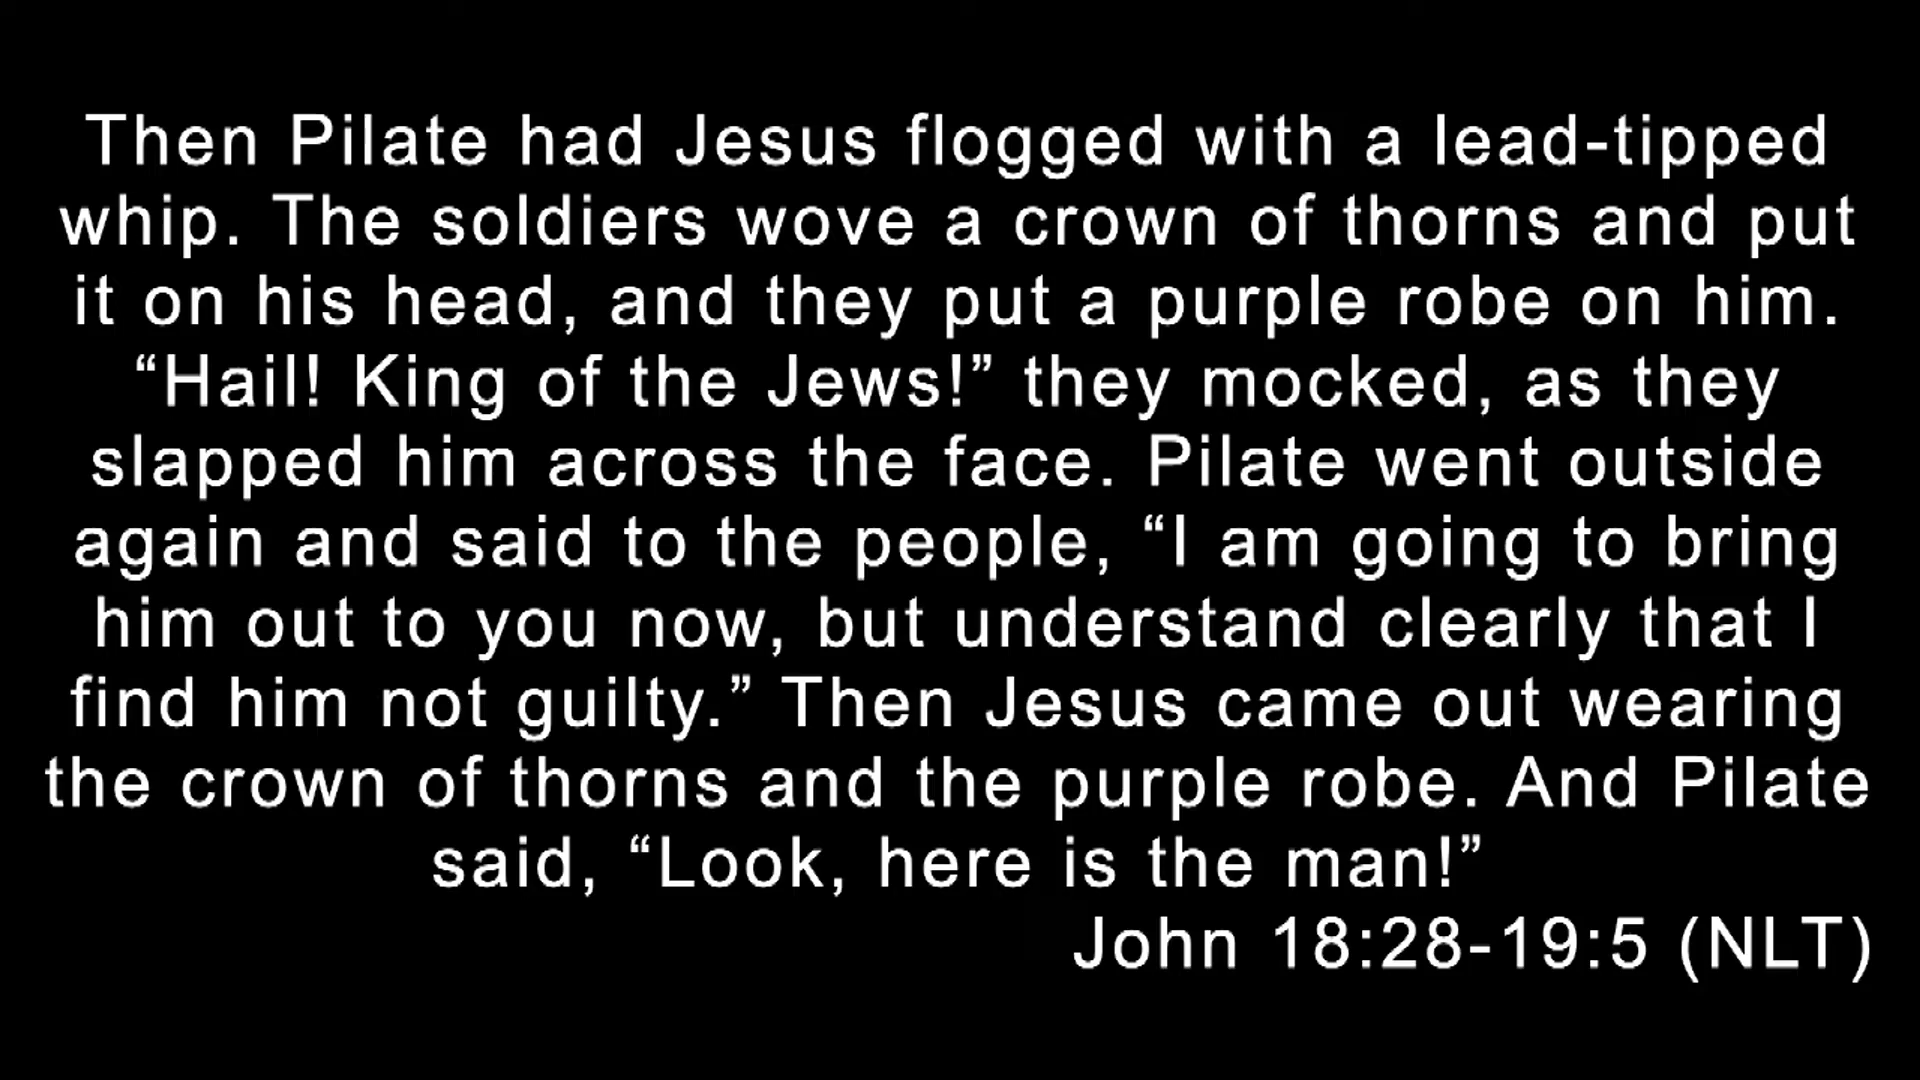 Then Pilate had Jesus flogged with a lead-tipped
whip. The soldiers wove a crown of thorns and put
it on his head, and they put a purple robe on him.
“Hail! King of the Jews!” they mocked, as they
slapped him across the face. Pilate went outside
again and said to the people, “I am going to bring
him out to you now, but understand clearly that I
find him not guilty.” Then Jesus came out wearing
the crown of thorns and the purple robe. And Pilate
said, “Look, here is the man!”
John 18:28-19:5 (NLT)